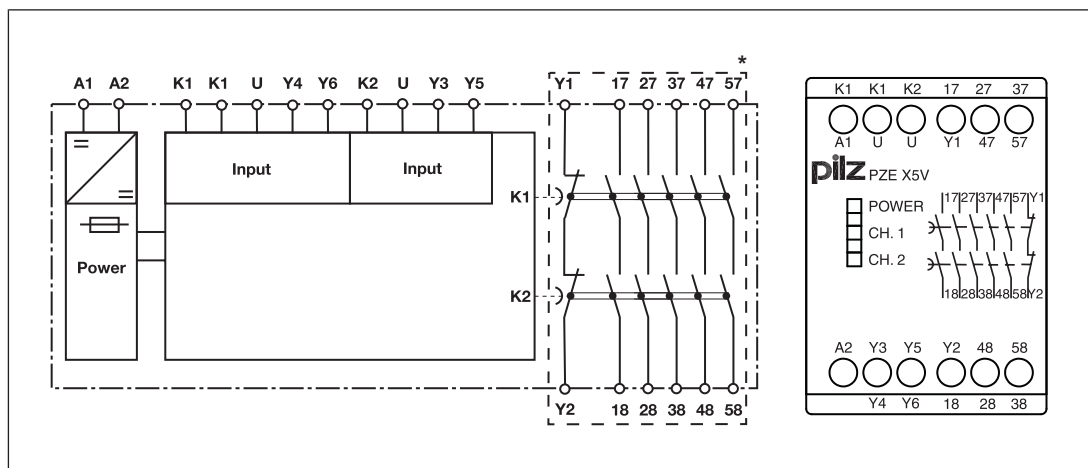 *
A1 A2 K1 K1 U Y4 Y6 K2 U Y3 Y5 Y1 17 27 37 47 57
Input Input
K1
Power
K2
Y2 18 28 38 48 58
K1 K1 K2 17 27 37
A1 U U Y1 47 57
pilz PZE X5V
POWER
CH. 1
CH. 2
17 27 37 47 57 Y1
18 28 38 48 58 Y2
A2 Y3 Y5 Y2 48 58
Y4 Y6 18 28 38